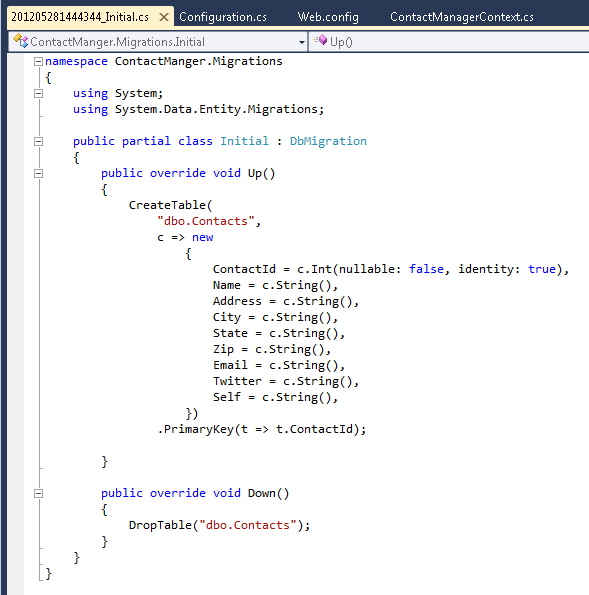 201205281444344_Initial.cs Configuration.cs Web.config ContactManagerContext.cs
ContactManger.Migrations.Initial Up()
namespace ContactManger.Migrations
{
    using System;
    using System.Data.Entity.Migrations;

    public partial class Initial : DbMigration
    {
        public override void Up()
        {
            CreateTable(
                "dbo.Contacts",
                c => new
                    {
                        ContactId = c.Int(nullable: false, identity: true),
                        Name = c.String(),
                        Address = c.String(),
                        City = c.String(),
                        State = c.String(),
                        Zip = c.String(),
                        Email = c.String(),
                        Twitter = c.String(),
                        Self = c.String(),
                    })
                .PrimaryKey(t => t.ContactId);

        }

        public override void Down()
        {
            DropTable("dbo.Contacts");
        }
    }
}